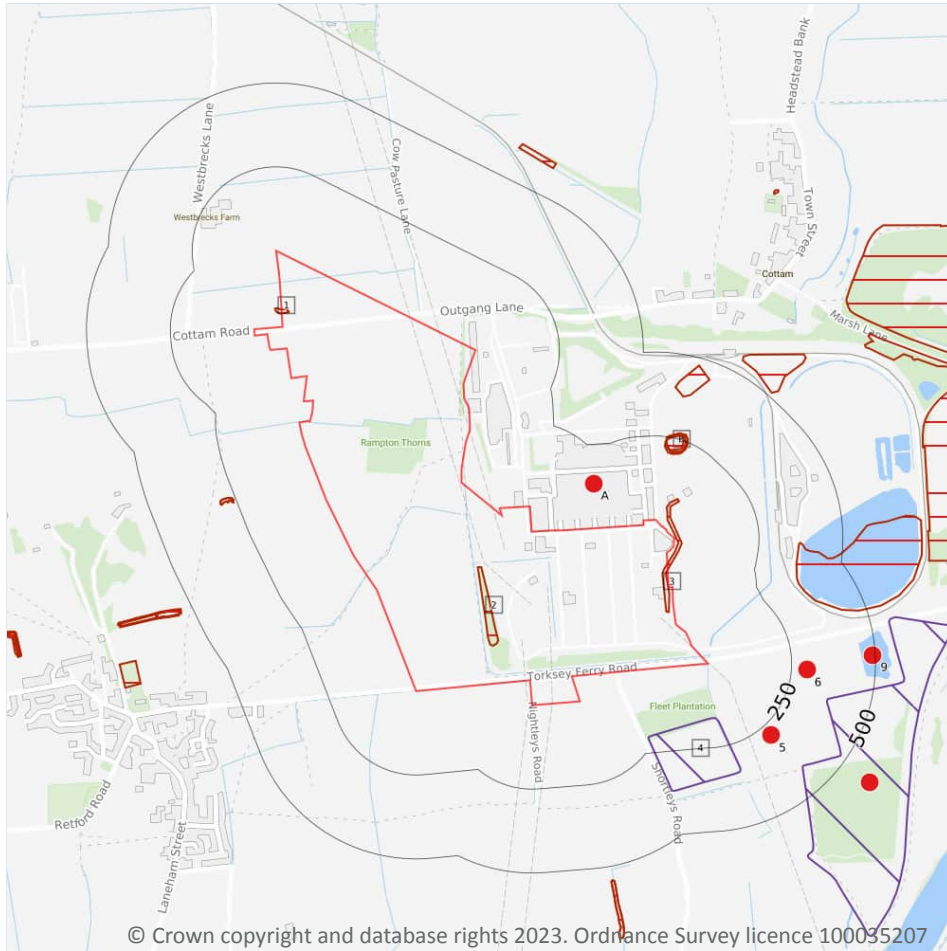 Headstead Bank
Westbrecks Lane
Cow Pasture Lane
Westbrecks Farm
Town Street
Cottam
1
Outgang Lane
Marsh Lane
Cottam Road
Rampton Thorns
A
2
3
Torksey Ferry Road
9
6
250
Fleet Plantation
Nightleys Road
500
5
4
Shortleys Road
Retford Road
Laneham Street
© Crown copyright and database rights 2023. Ordnance Survey licence 100035207